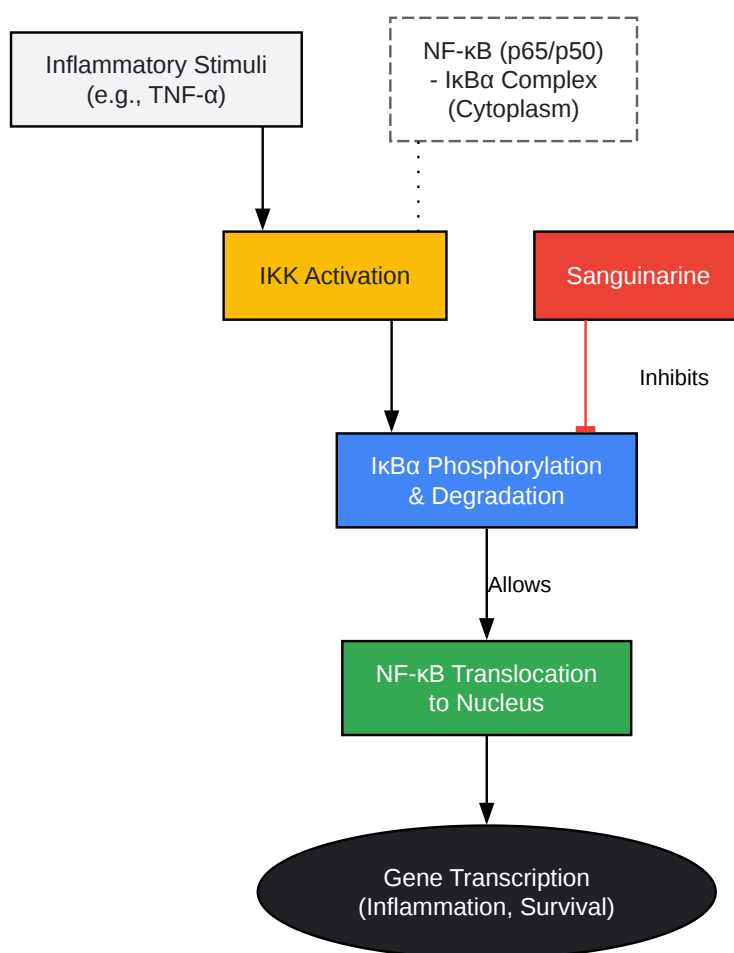 Inflammatory Stimuli
(e.g., TNF-α)
NF-κB (p65/p50)
- IκBα Complex
(Cytoplasm)
IKK Activation
Sanguinarine
Inhibits
IκBα Phosphorylation
& Degradation
Allows
NF-κB Translocation
to Nucleus
Gene Transcription
(Inflammation, Survival)